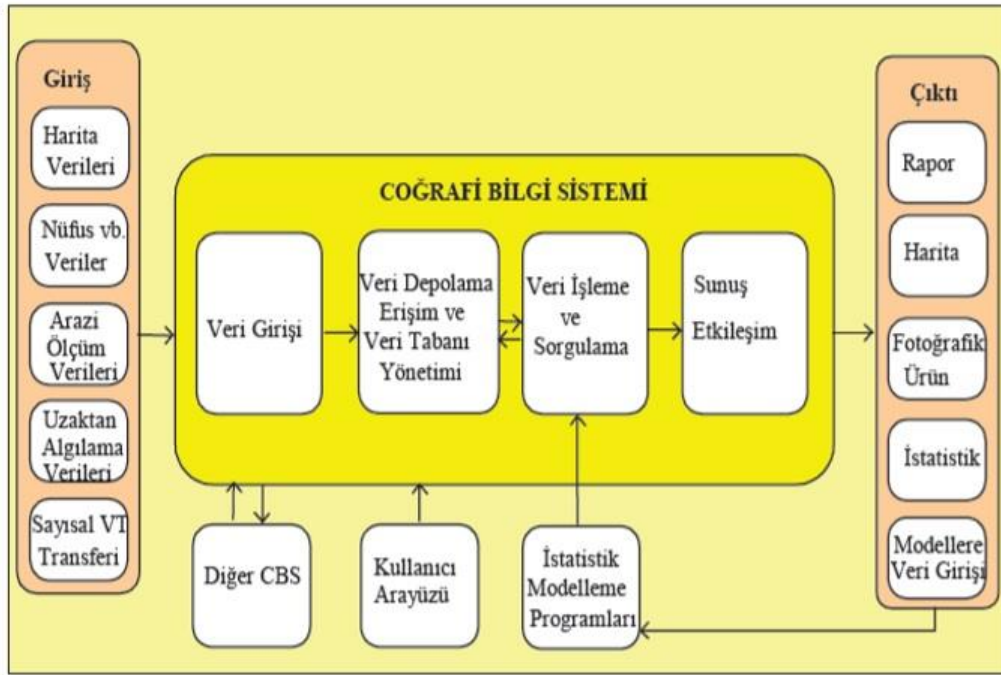 Giriş
Harita
Verileri
Nüfus vb.
Veriler
Arazi
Ölçüm
Verileri
Uzaktan
Algılama
Verileri
Sayısal VT
Transferi
COĞRAFİ BİLGİ SİSTEMİ
Veri Girişi
Veri Depolama
Erişim ve
Veri Tabanı
Yönetimi
Veri İşleme
ve
Sorgulama
Sunuş
Etkileşim
Diğer CBS
Kullanıcı
Arayüzü
İstatistik
Modelleme
Programları
Çıktı
Rapor
Harita
Fotoğrafik
Ürün
İstatistik
Modellere
Veri Girişi